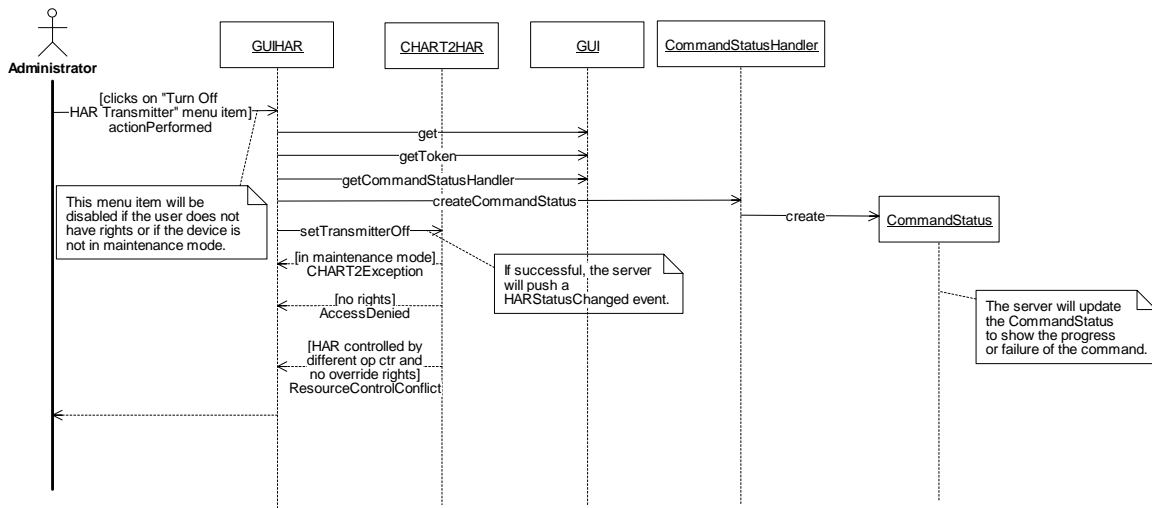 Administrator
GUIHAR
CHART2HAR
GUI
CommandStatusHandler
[clicks on "Turn Off
HAR Transmitter" menu item]
actionPerformed
get
getToken
getCommandStatusHandler
createCommandStatus
This menu item will be
disabled if the user does not
have rights or if the device is
not in maintenance mode.
create
CommandStatus
setTransmitterOff
[in maintenance mode]
CHART2Exception
If successful, the server
will push a
HARStatusChanged event.
[no rights]
AccessDenied
The server will update
the CommandStatus
to show the progress
or failure of the command.
[HAR controlled by
different op ctr and
no override rights]
ResourceControlConflict